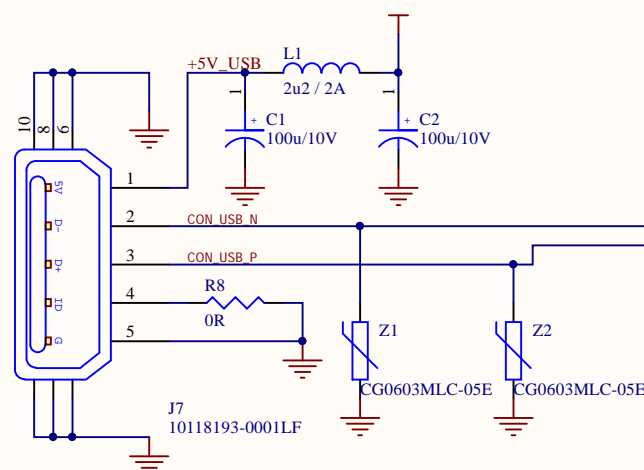 L1
+5V_USB
2u2 / 2A
10
8
6
1
C1
100u/10V
1
C2
100u/10V
5V
1
D-
2
CON_USB_N
D+
3
CON_USB_P
ID
4
R8
0R
G
5
Z1
CG0603MLC-05E
Z2
CG0603MLC-05E
J7
10118193-0001LF